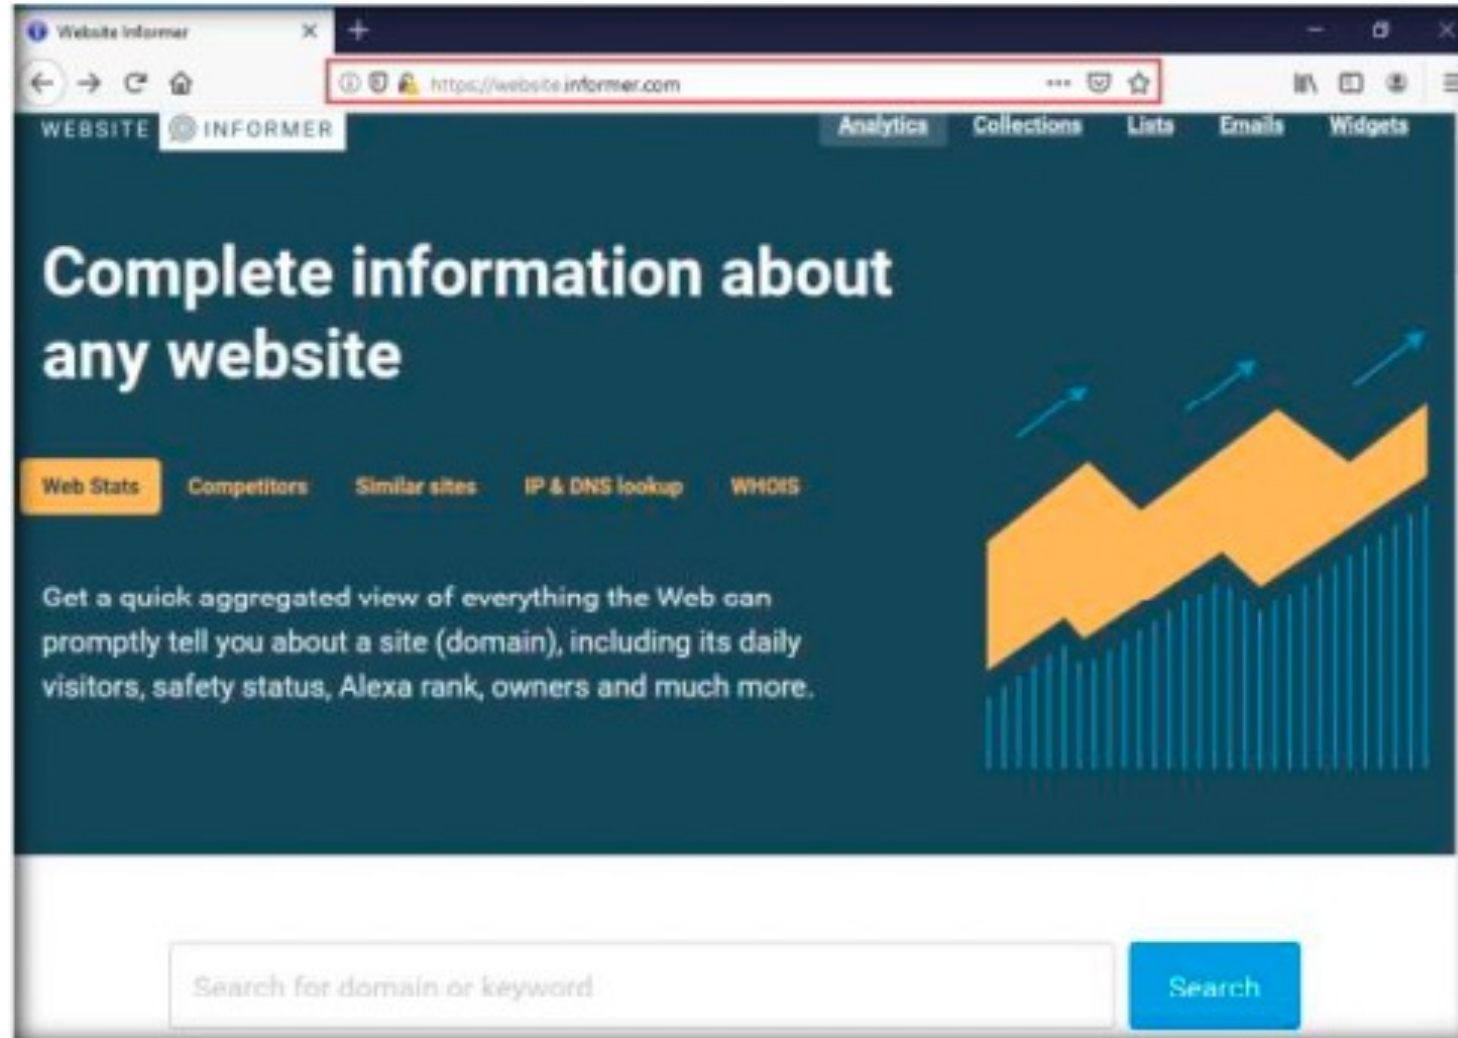 Website Informer
https://website.informer.com
WEBSITE INFORMER
Analytics Collections Lists Emails Widgets
Complete information about
any website
Web Stats Competitors Similar sites IP & DNS lookup WHOIS
Get a quick aggregated view of everything the Web can
promptly tell you about a site (domain), including its daily
visitors, safety status, Alexa rank, owners and much more.
Search for domain or keyword Search